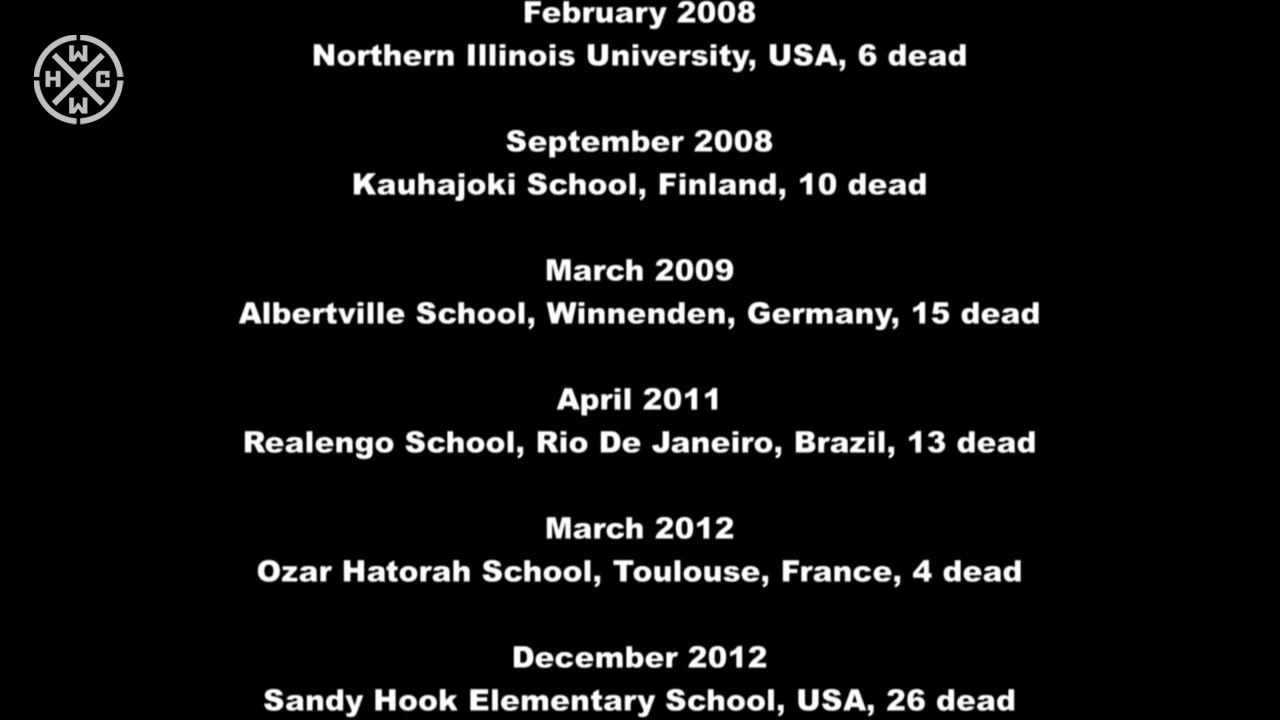 February 2008
Northern Illinois University, USA, 6 dead
W
H C
W
September 2008
Kauhajoki School, Finland, 10 dead
March 2009
Albertville School, Winnenden, Germany, 15 dead
April 2011
Realengo School, Rio De Janeiro, Brazil, 13 dead
March 2012
Ozar Hatorah School, Toulouse, France, 4 dead
December 2012
Sandy Hook Elementary School, USA, 26 dead